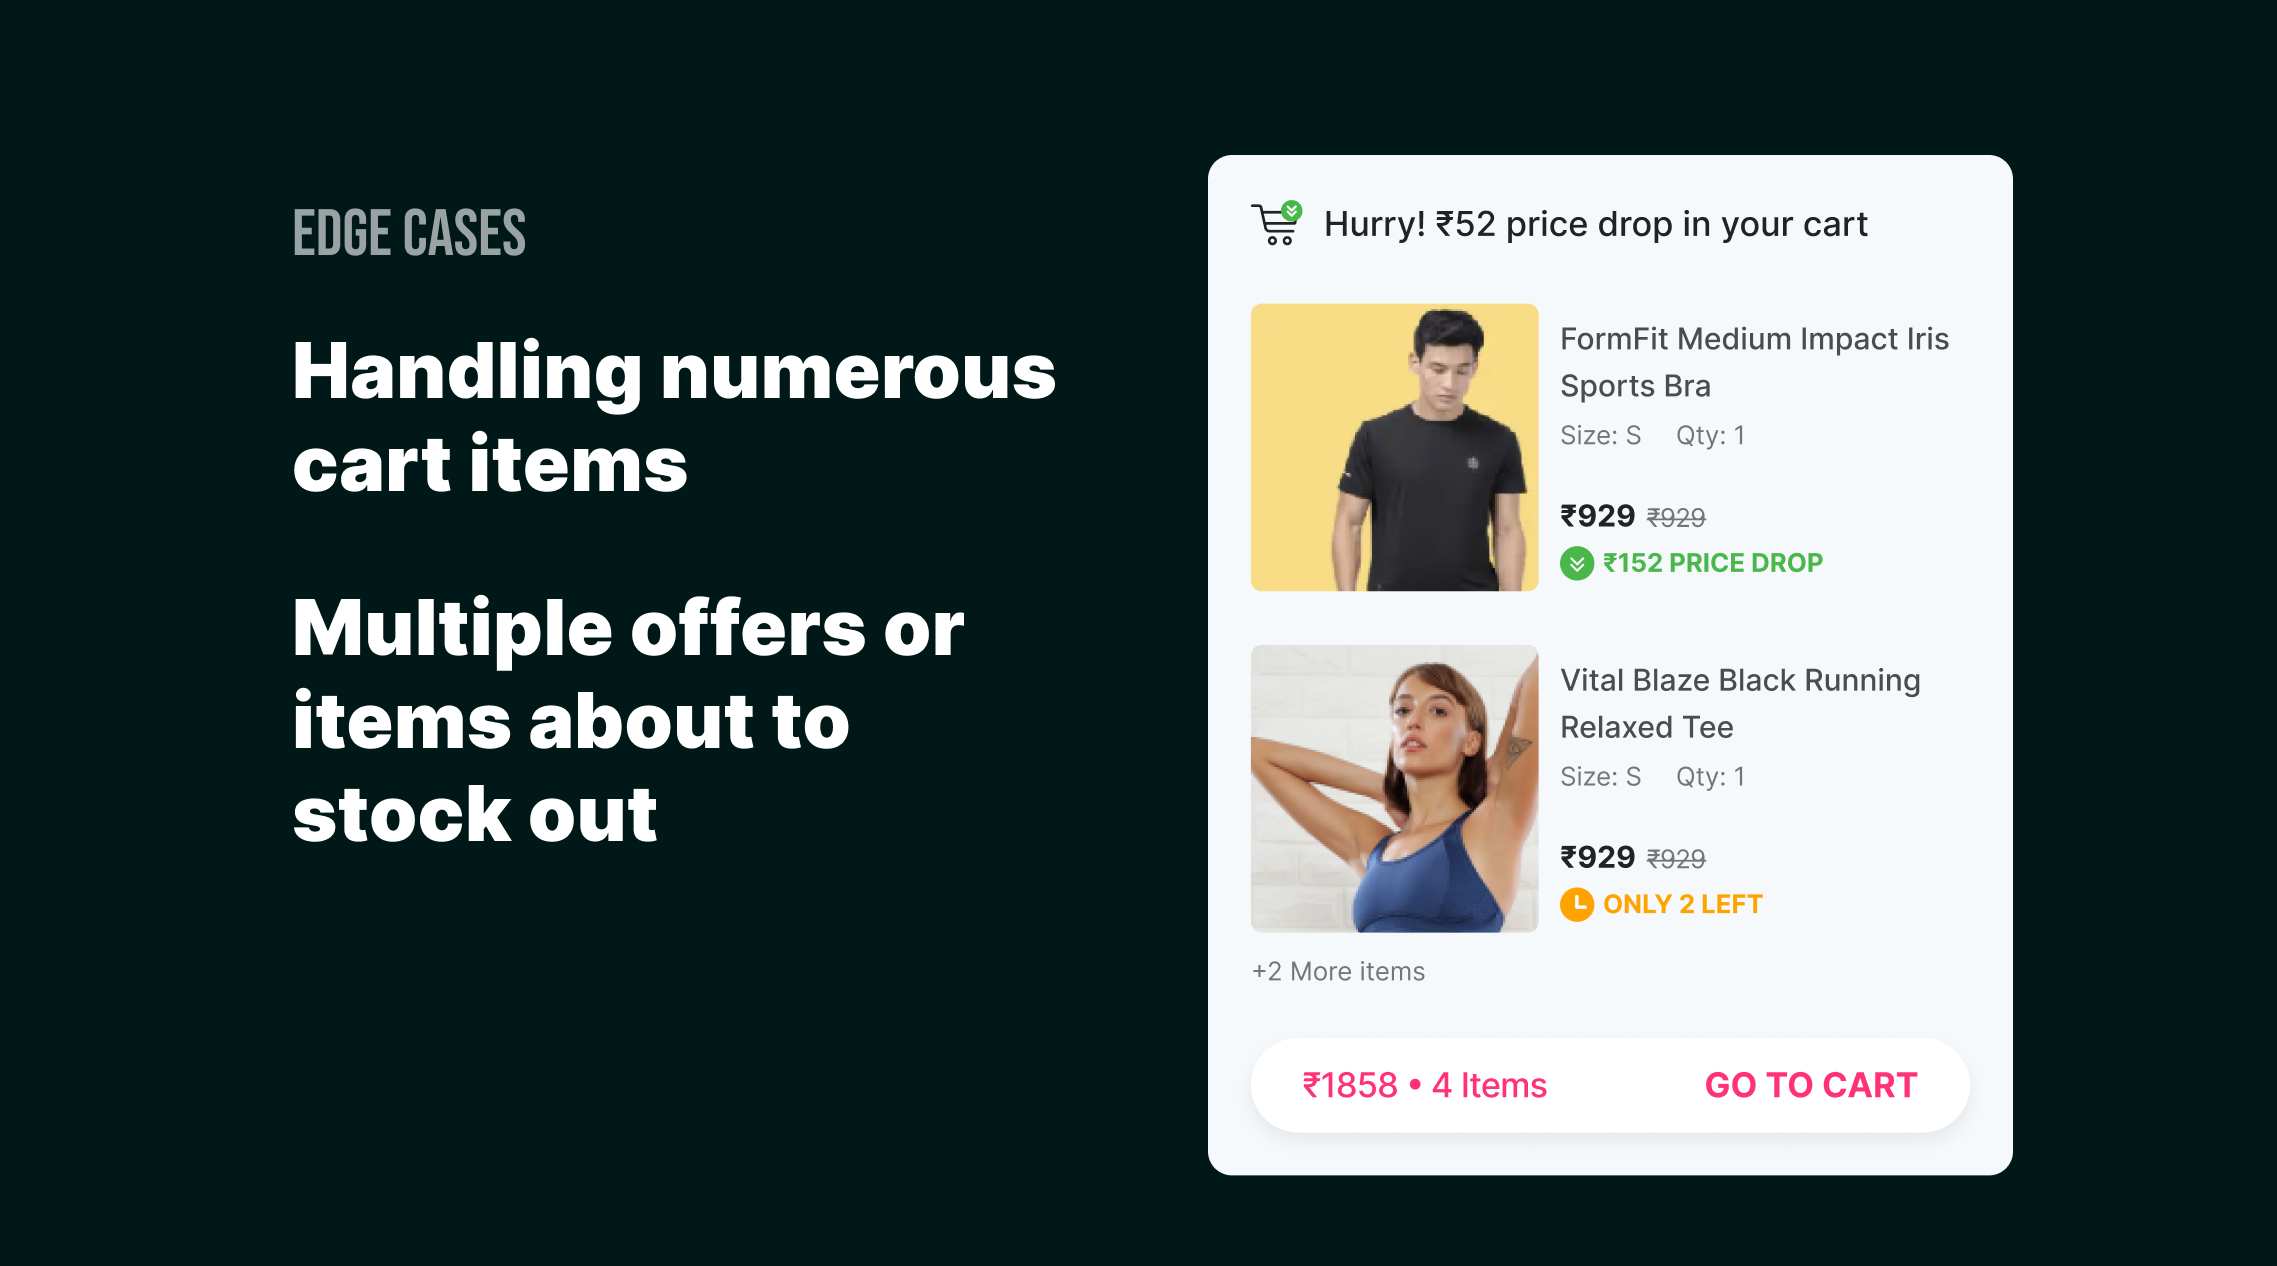 EDGE CASES
Handling numerous
cart items
Multiple offers or
items about to
stock out
Hurry! ₹52 price drop in your cart
FormFit Medium Impact Iris
Sports Bra
Size: S Qty: 1
₹929 ₹929
₹152 PRICE DROP
Vital Blaze Black Running
Relaxed Tee
Size: S Qty: 1
₹929 ₹929
ONLY 2 LEFT
+2 More items
₹1858 • 4 Items GO TO CART